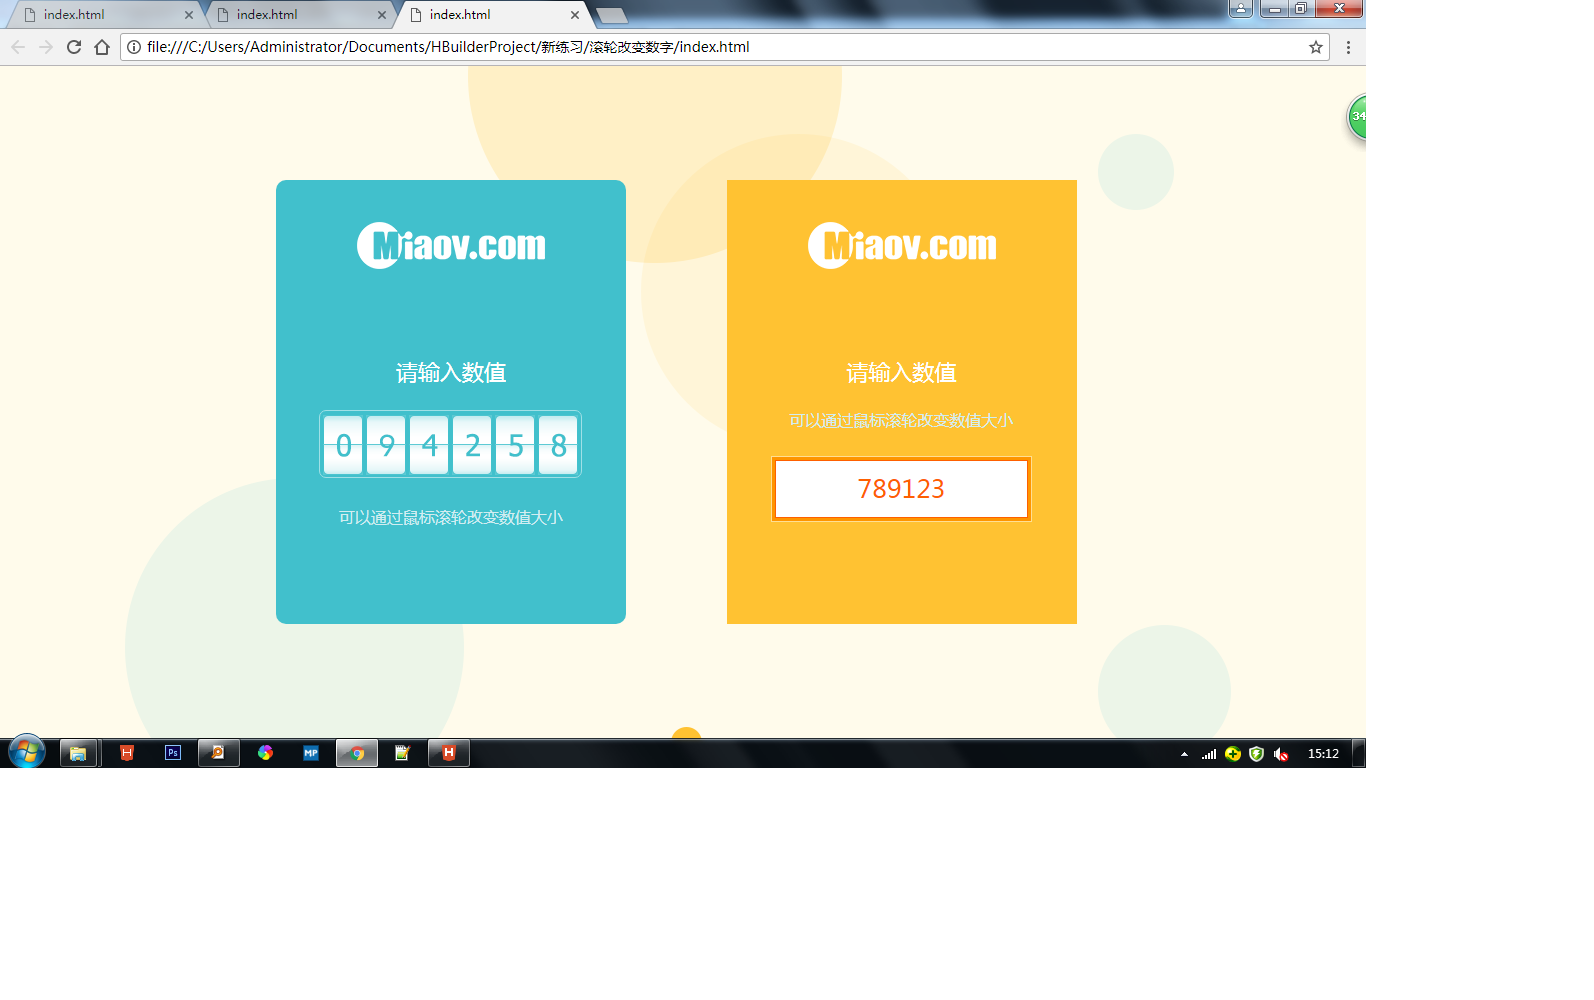 index.html
index.html
index.html
file:///C:/Users/Administrator/Documents/HBuilderProject/新练习/滚轮改变数字/index.html
34
Miaov.com
请输入数值
0 9 4 2 5 8
可以通过鼠标滚轮改变数值大小
Miaov.com
请输入数值
可以通过鼠标滚轮改变数值大小
789123
H
Ps
MP
H
15:12